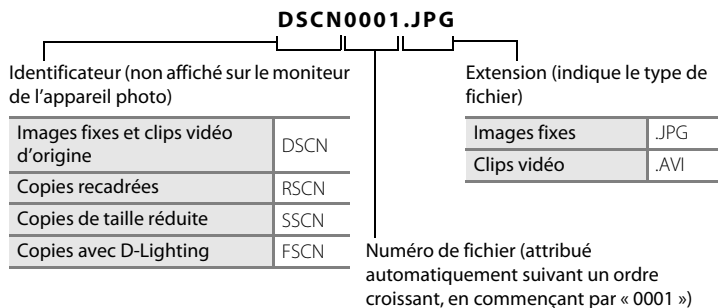 DSCN0001.JPG
Identificateur (non affiché sur le moniteur
de l'appareil photo)
Images fixes et clips vidéo
d'origine
DSCN
Copies recadrées
RSCN
Copies de taille réduite
SSCN
Copies avec D-Lighting
FSCN
Extension (indique le type de
fichier)
Images fixes
.JPG
Clips vidéo
.AVI
Numéro de fichier (attribué
automatiquement suivant un ordre
croissant, en commençant par « 0001 »)